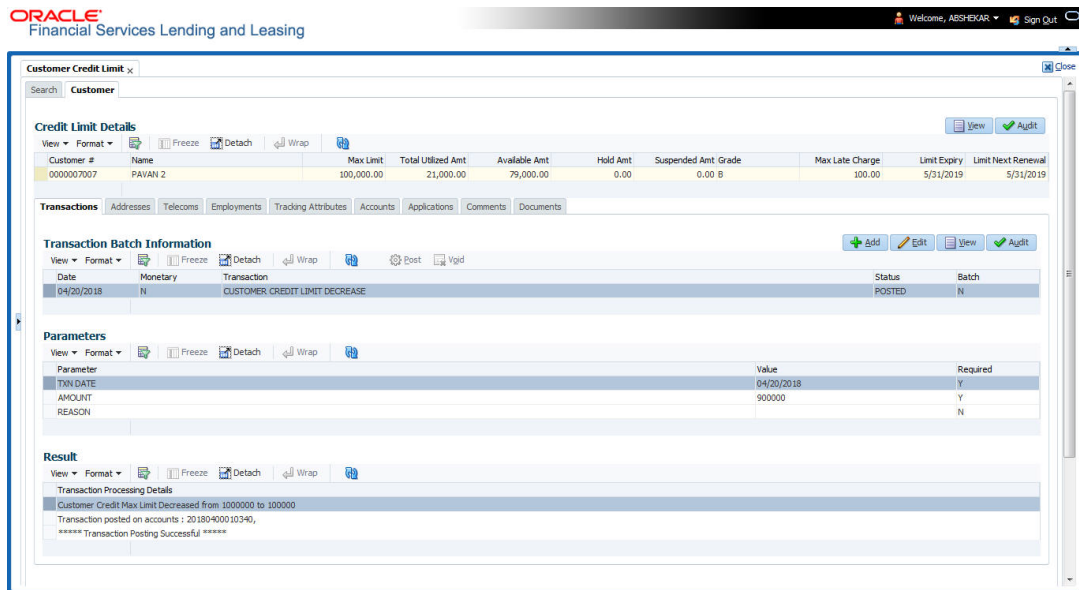 ORACLE®
Welcome, ABSHEKAR Sign Out
Financial Services Lending and Leasing
Customer Credit Limit x
Close
Search Customer
Credit Limit Details
View Audit
View Format Freeze Detach Wrap
Customer # Name Max Limit Total Utilized Amt Available Amt Hold Amt Suspended Amt Grade Max Late Charge Limit Expiry Limit Next Renewal
0000007007 PAVAN 2 100,000.00 21,000.00 79,000.00 0.00 0.00 B 100.00 5/31/2019 5/31/2019
Transactions Addresses Telecoms Employments Tracking Attributes Accounts Applications Comments Documents
Transaction Batch Information
Add Edit View Audit
View Format Freeze Detach Wrap Post Void
Date Monetary Transaction Status Batch
04/20/2018 N CUSTOMER CREDIT LIMIT DECREASE POSTED N
Parameters
View Format Freeze Detach Wrap
Parameter Value Required
TXN DATE 04/20/2018 Y
AMOUNT 900000 Y
REASON N
Result
View Format Freeze Detach Wrap
Transaction Processing Details
Customer Credit Max Limit Decreased from 1000000 to 100000
Transaction posted on accounts : 20180400010340,
***** Transaction Posting Successful *****